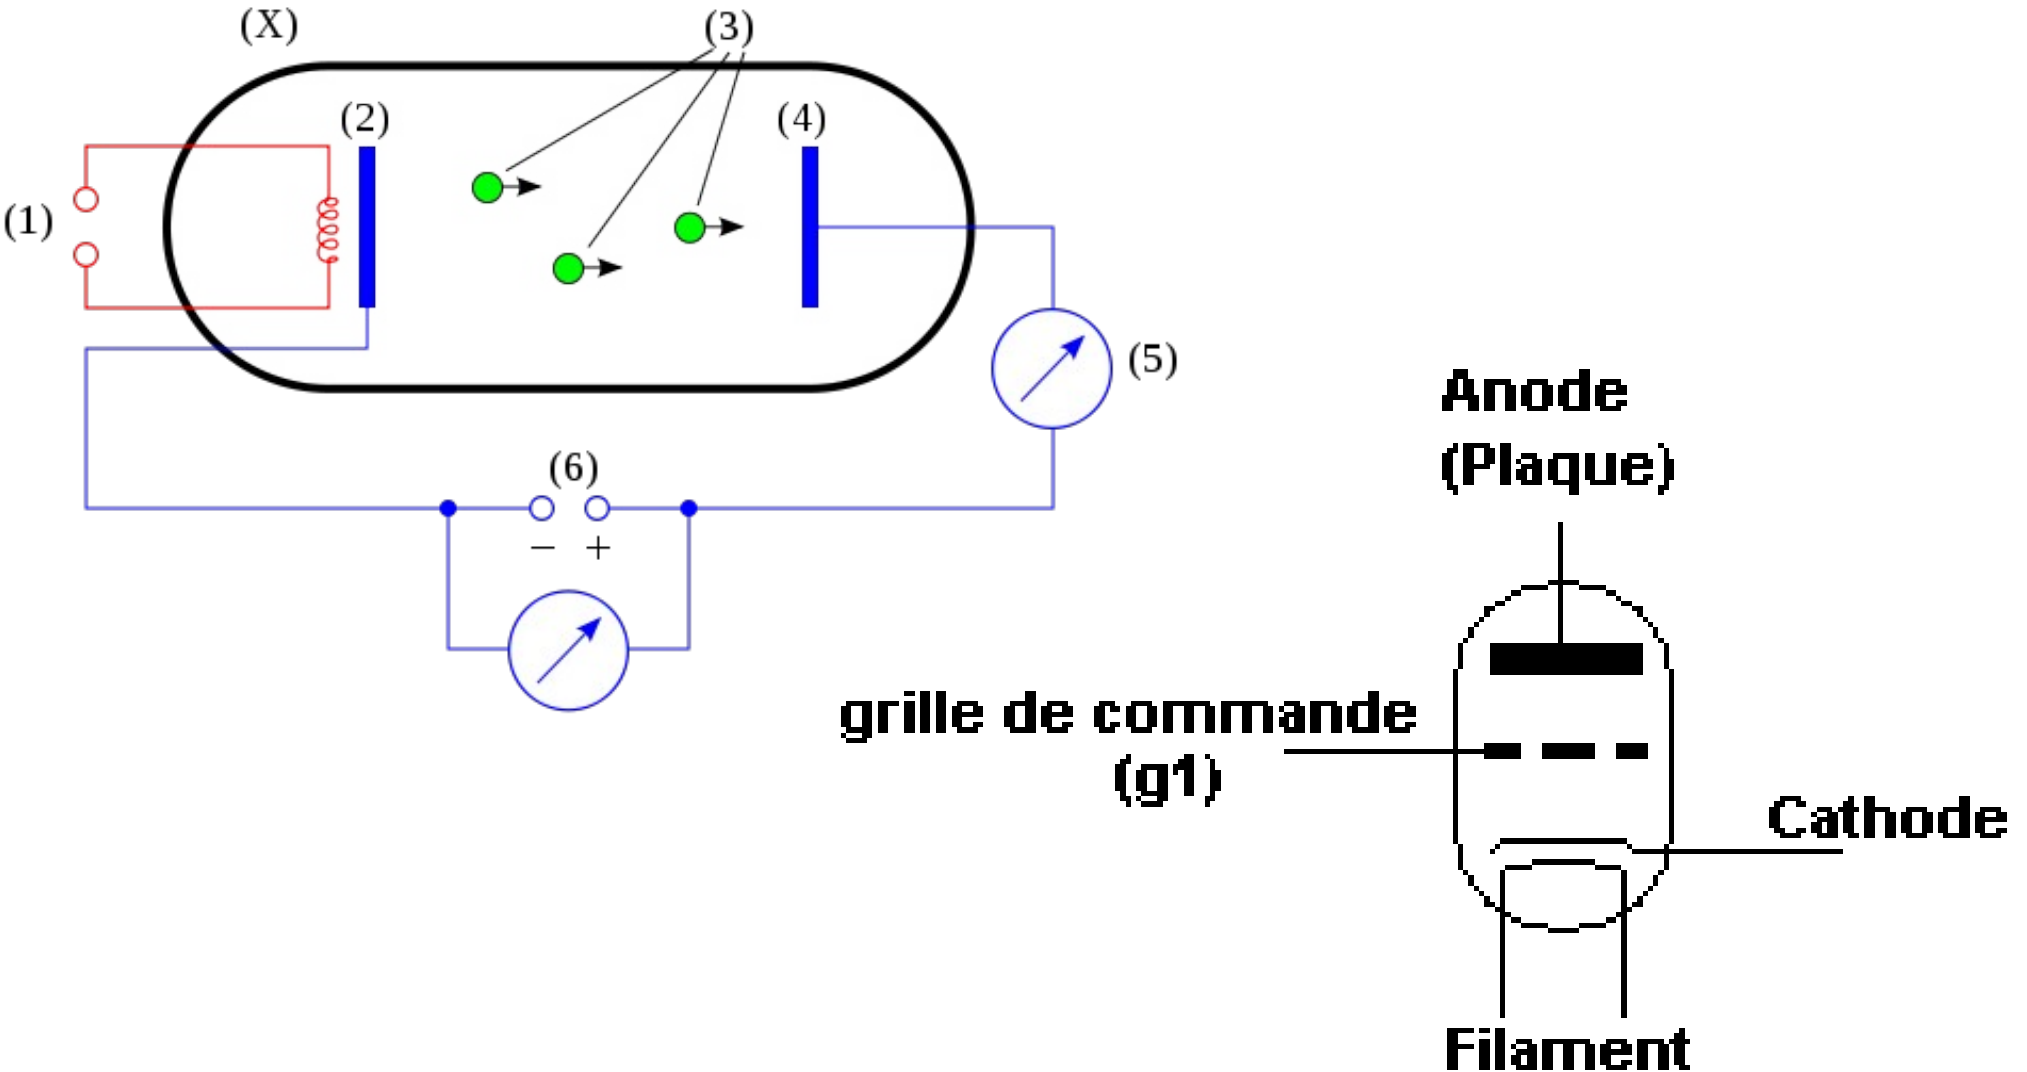 (X)
(3)
(2)
(4)
(1)
(5)
(6)
− +
Anode
(Plaque)
grille de commande
(g1)
Cathode
Filament